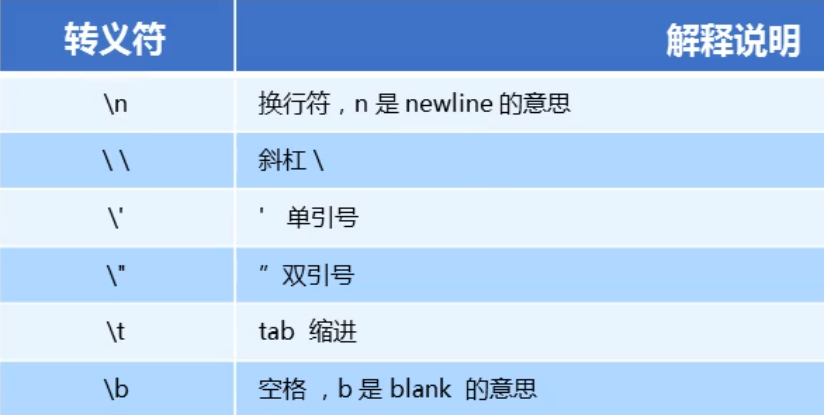 转义符 解释说明
\n 换行符，n 是 newline 的意思
\ \ 斜杠 \
\' ' 单引号
\" ” 双引号
\t tab 缩进
\b 空格 ，b 是 blank 的意思